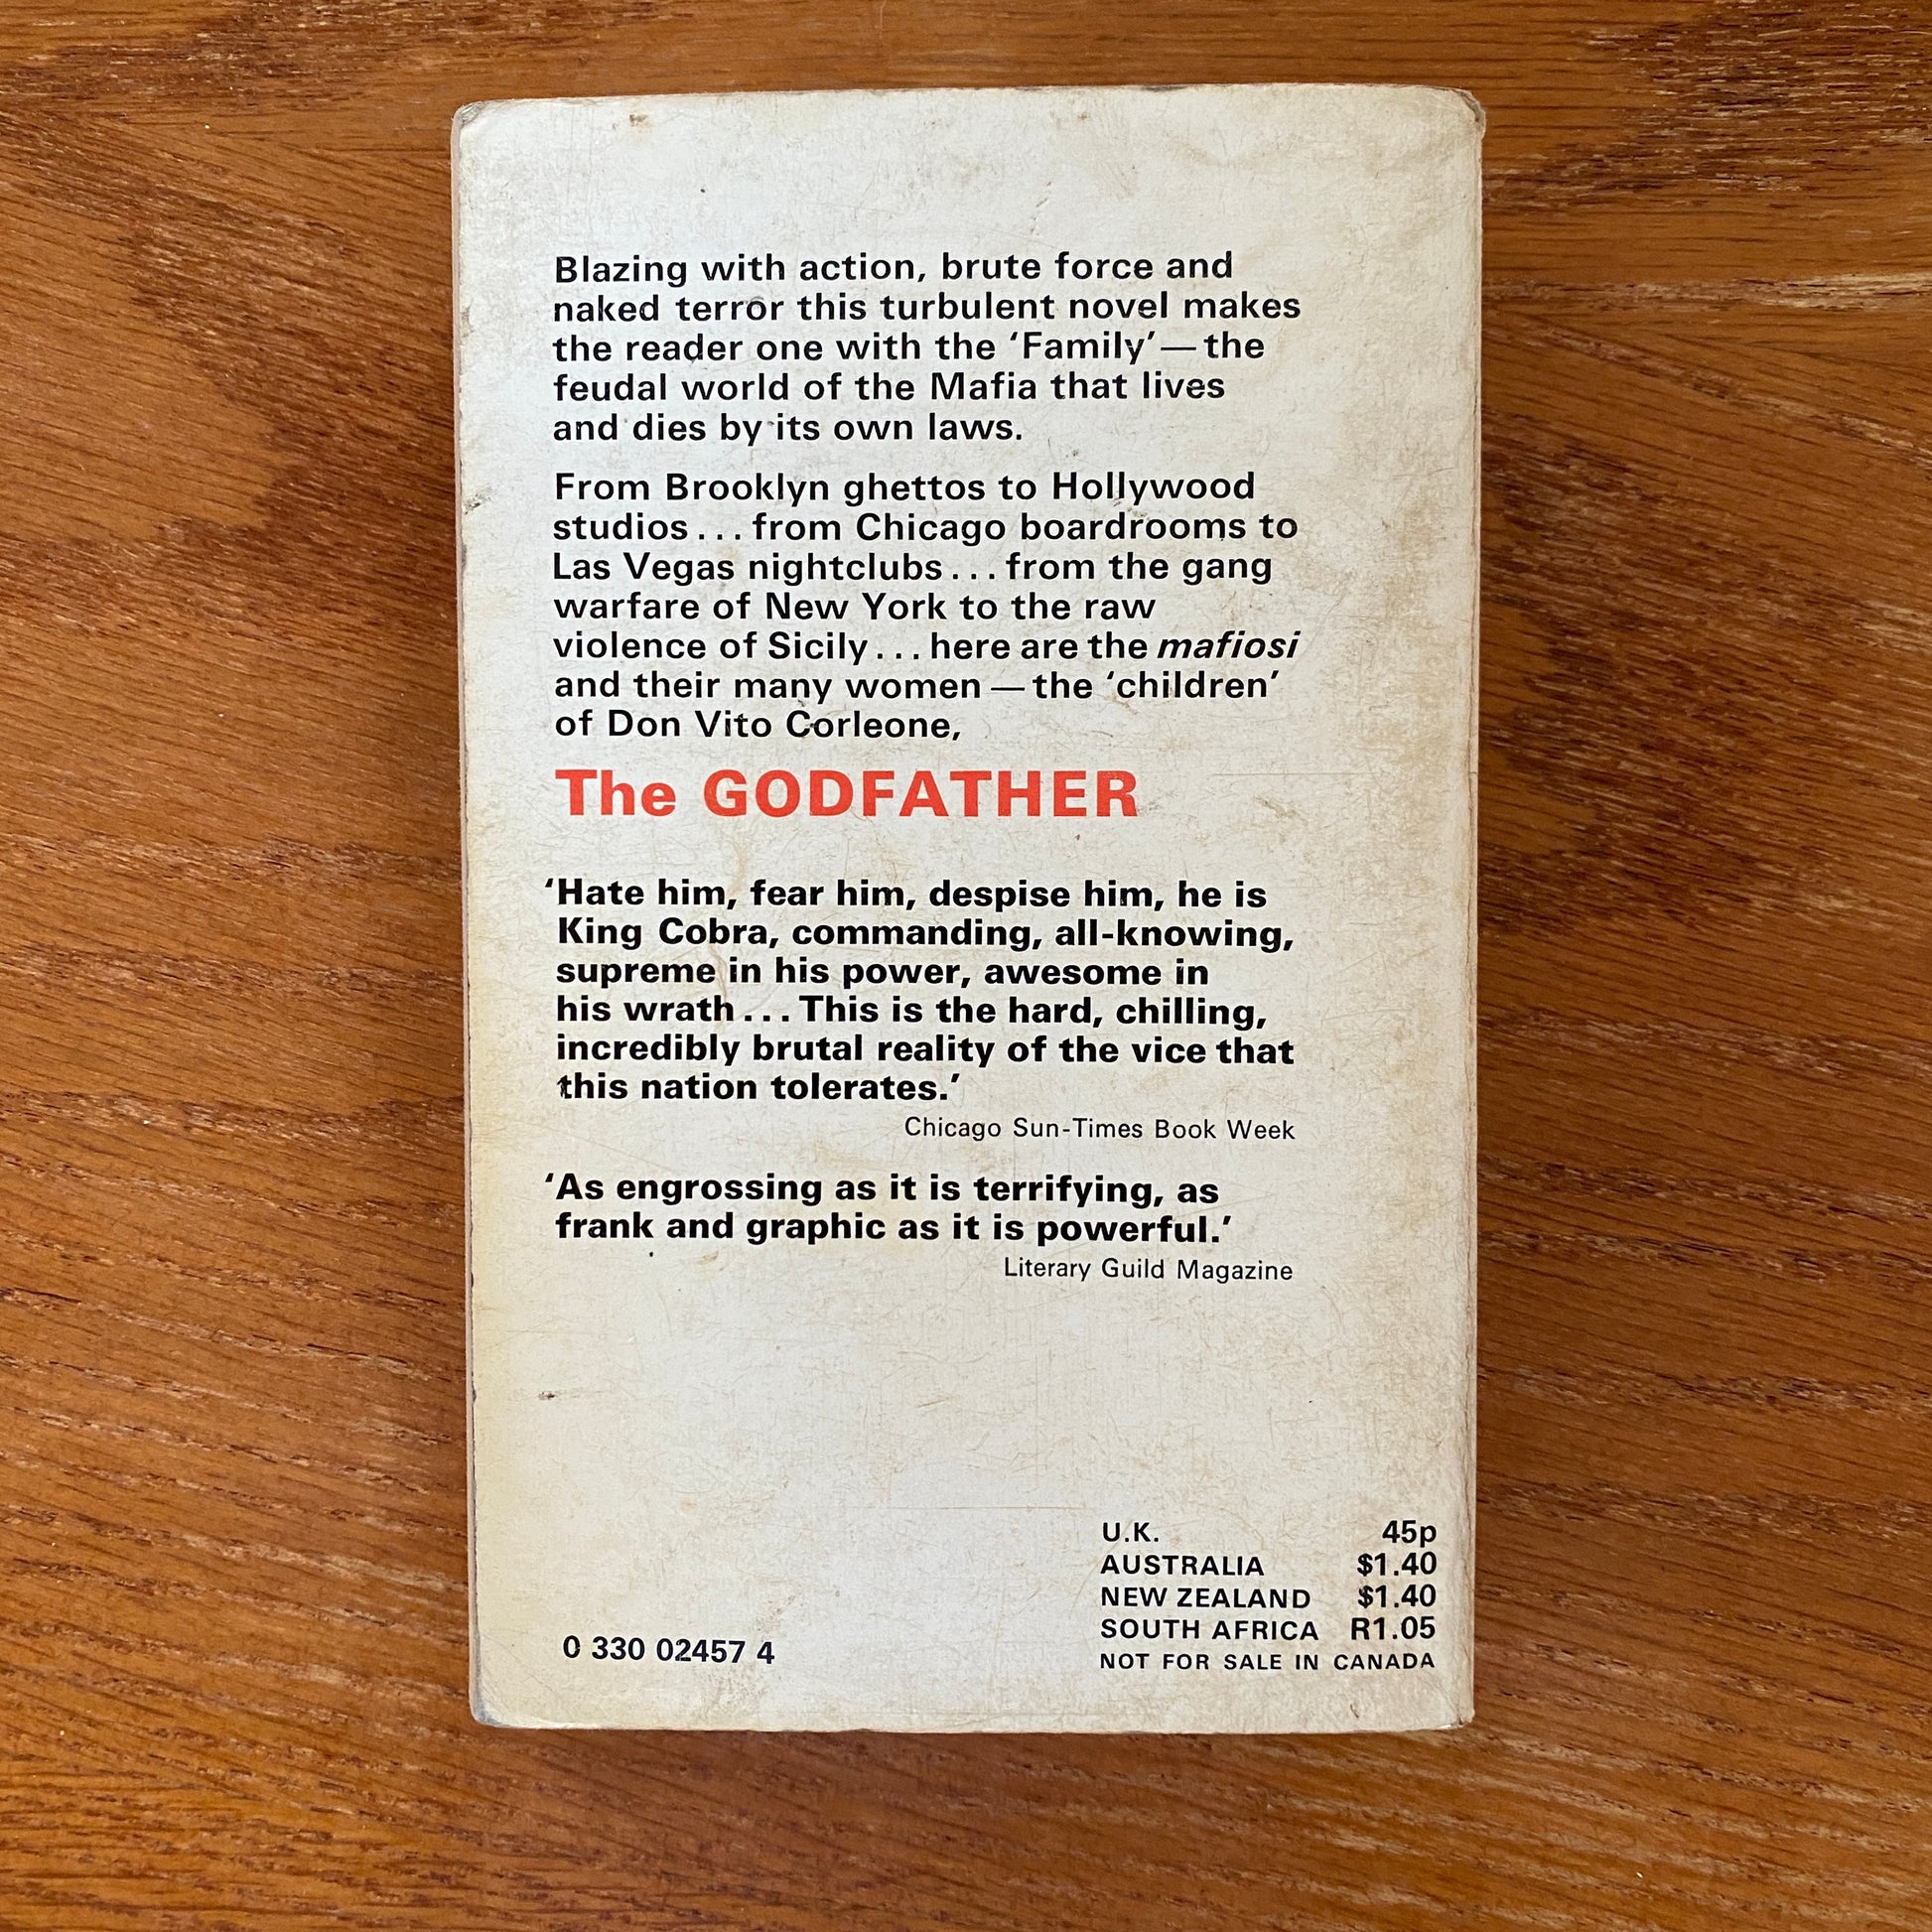 Blazing with action, brute force and
naked terror this turbulent novel makes
the reader one with the ‘Family’—the
feudal world of the Mafia that lives
and dies by its own laws.
From Brooklyn ghettos to Hollywood
studios . . . from Chicago boardrooms to
Las Vegas nightclubs . . . from the gang
warfare of New York to the raw
violence of Sicily . . . here are the mafiosi
and their many women — the ‘children’
of Don Vito Corleone,
The GODFATHER
‘Hate him, fear him, despise him, he is
King Cobra, commanding, all-knowing,
supreme in his power, awesome in
his wrath . . . This is the hard, chilling,
incredibly brutal reality of the vice that
this nation tolerates.’
Chicago Sun-Times Book Week
‘As engrossing as it is terrifying, as
frank and graphic as it is powerful.’
Literary Guild Magazine
U.K. 45p
AUSTRALIA $1.40
NEW ZEALAND $1.40
SOUTH AFRICA R1.05
NOT FOR SALE IN CANADA
0 330 02457 4